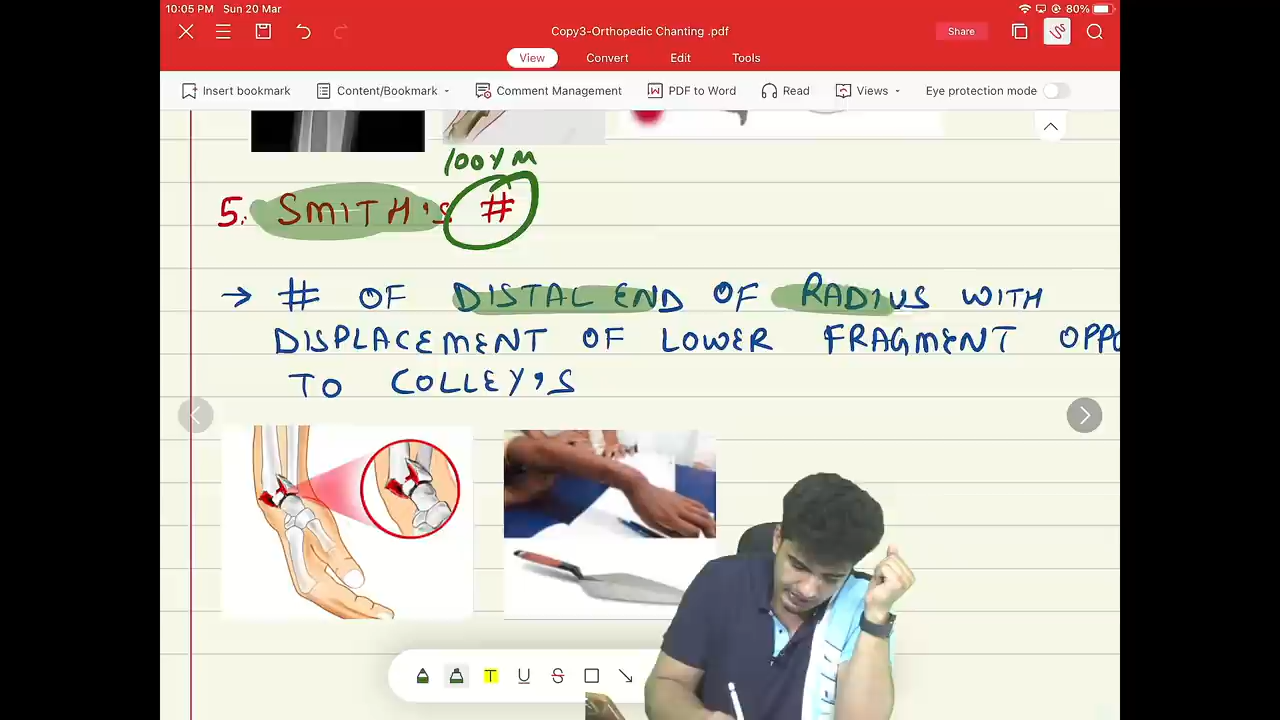 10:05 PM Sun 20 Mar 80%
Copy3-Orthopedic Chanting .pdf
Share
View Convert Edit Tools
Insert bookmark Content/Bookmark Comment Management PDF to Word Read Views Eye protection mode
100 Y M
5. SMITH'S #
→ # OF DISTAL END OF RADIUS WITH
DISPLACEMENT OF LOWER FRAGMENT OPPO
TO COLLEY'S
T U S